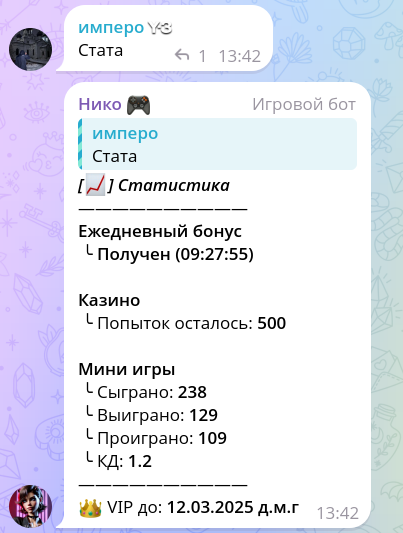 имперо Y-3
Стата
1 13:42
Нико 🎮 Игровой бот
имперо
Стата
[📈] Статистика
——————————
Ежедневный бонус
╰ Получен (09:27:55)
Казино
╰ Попыток осталось: 500
Мини игры
╰ Сыграно: 238
╰ Выиграно: 129
╰ Проиграно: 109
╰ КД: 1.2
——————————
👑 VIP до: 12.03.2025 д.м.г 13:42